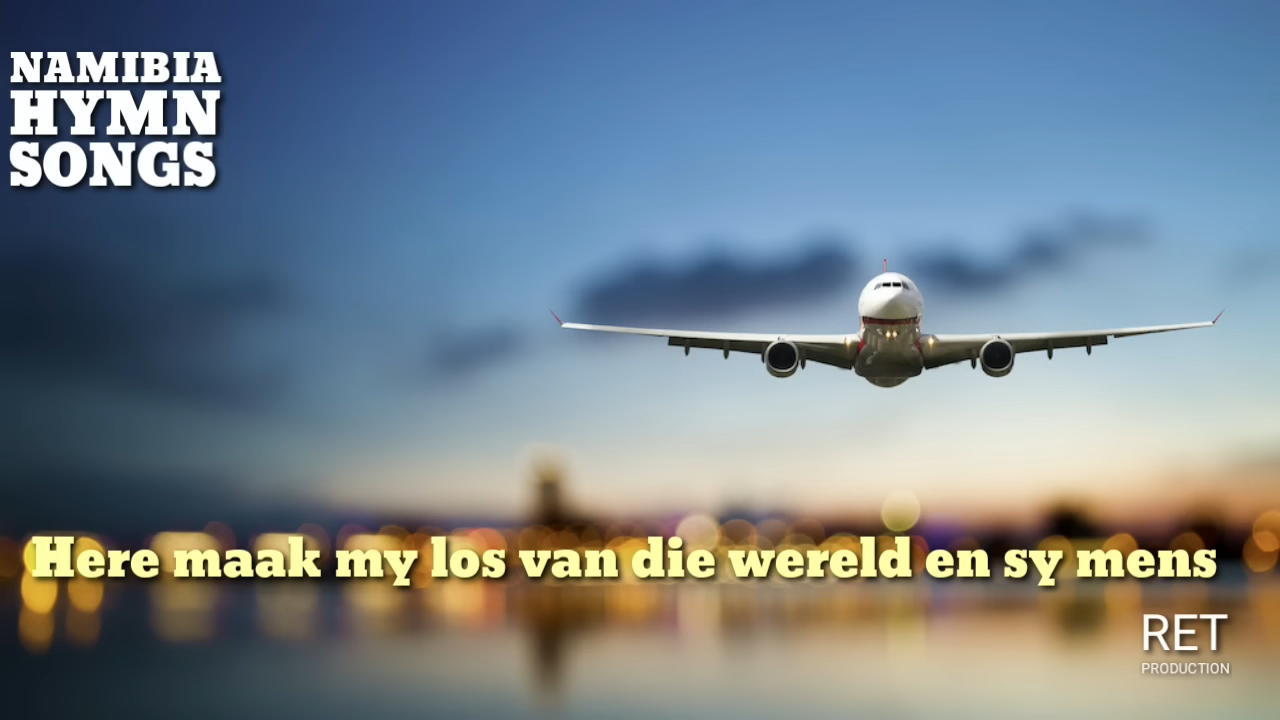 NAMIBIA
HYMN
SONGS
Here maak my los van die wereld en sy mens
RET
PRODUCTION